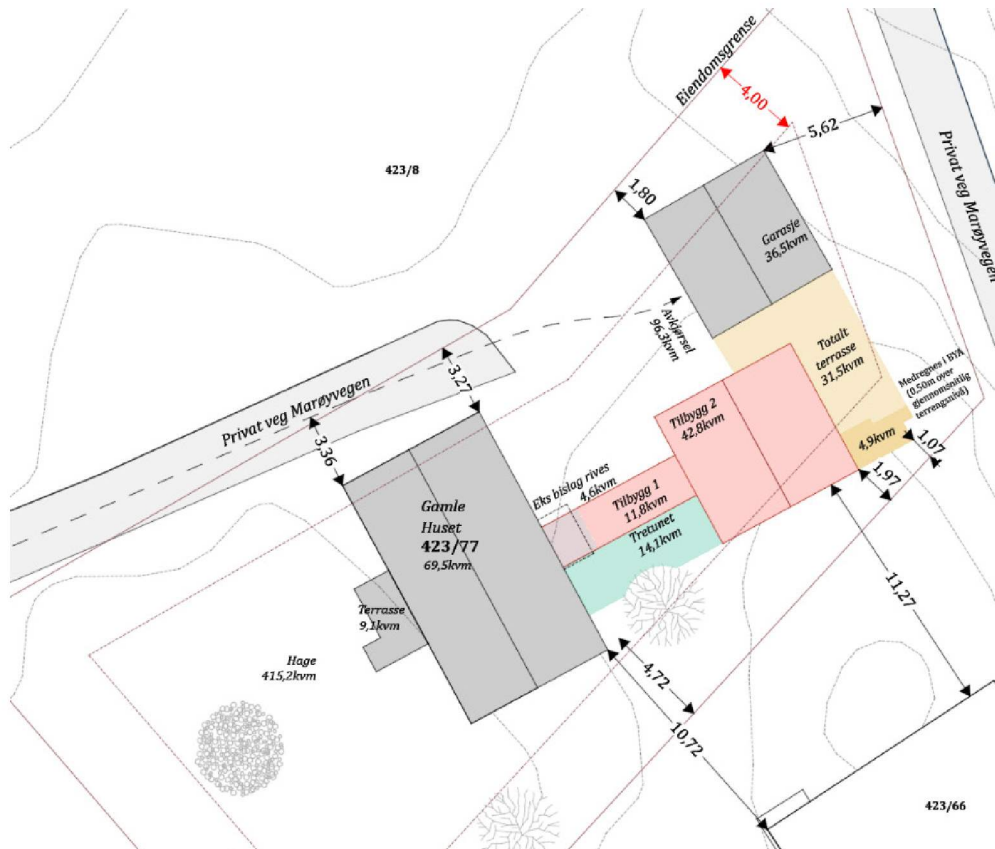 Eiendomsgrense
4,00
5,62
423/8
1,80
Privat veg Marøyvegen
Garasje
36,5kvm
Avkjørsel
96,3kvm
Totalt
terrasse
31,5kvm
Medregnes i BYA
(0,50m over
gjennomsnitlig
terrengsnivå)
3,27
Privat veg Marøyvegen
3,36
Tilbygg 2
42,8kvm
4,9kvm
1,07
1,97
Eks bislag rives
4,6kvm
Tilbygg 1
11,8kvm
Tretunet
14,1kvm
Gamle
Huset
423/77
69,5kvm
11,27
Terrasse
9,1kvm
Hage
415,2kvm
4,72
10,72
423/66